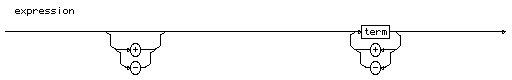 expression
term
+ +
- -